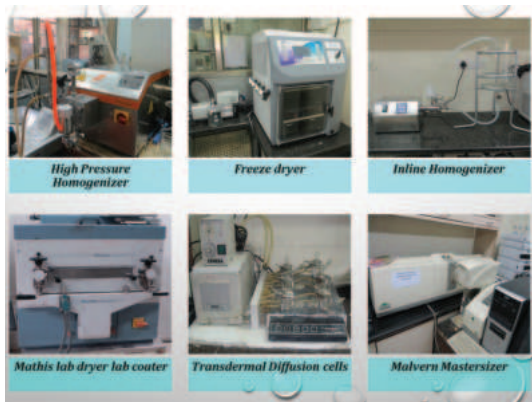 High Pressure
Homogenizer
Freeze dryer
Inline Homogenizer
Mathis lab dryer lab coater
Transdermal Diffusion cells
Malvern Mastersizer